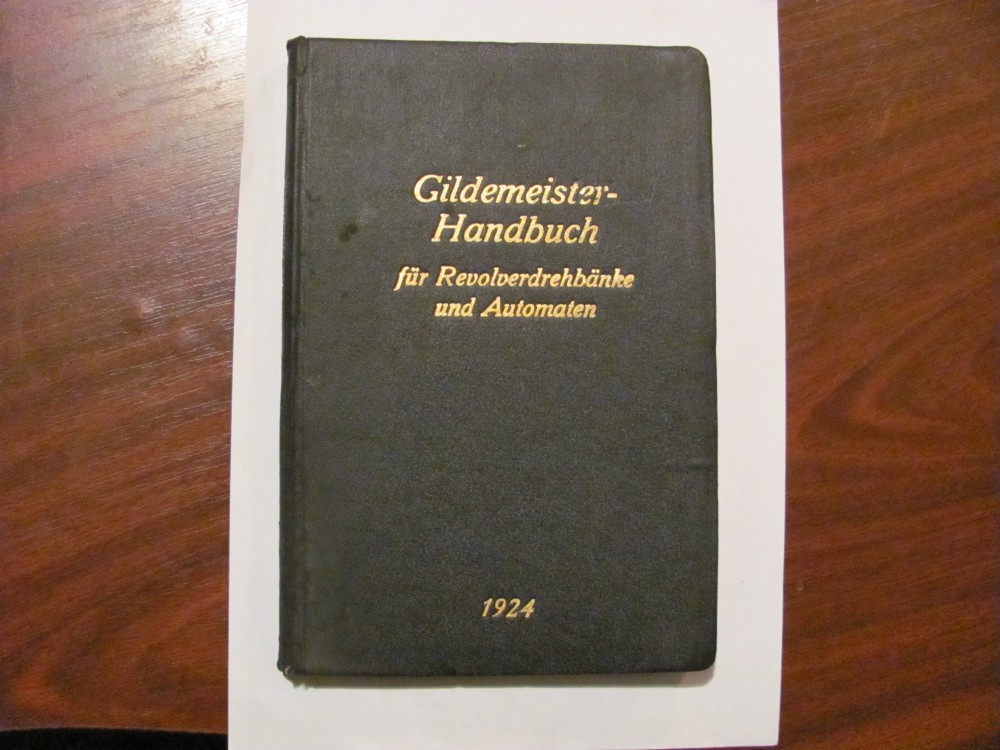 Gildemeister-
Handbuch
für Revolverdrehbänke
und Automaten
1924